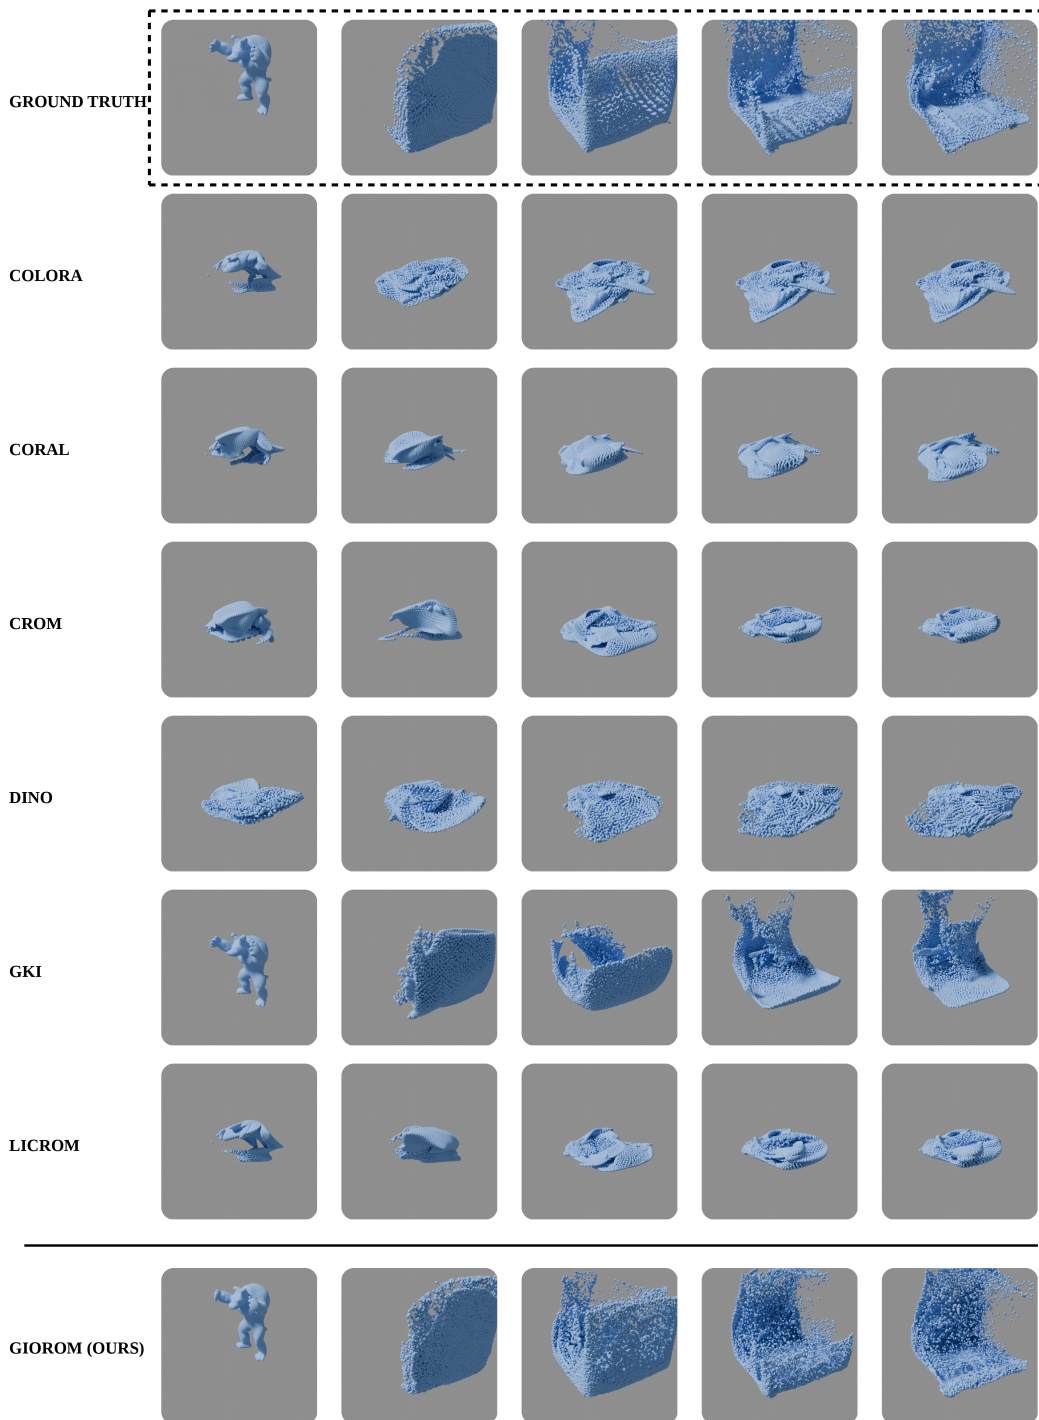 GROUND TRUTH
COLORA
CORAL
CROM
DINO
GKI
LICROM
GIOROM (OURS)